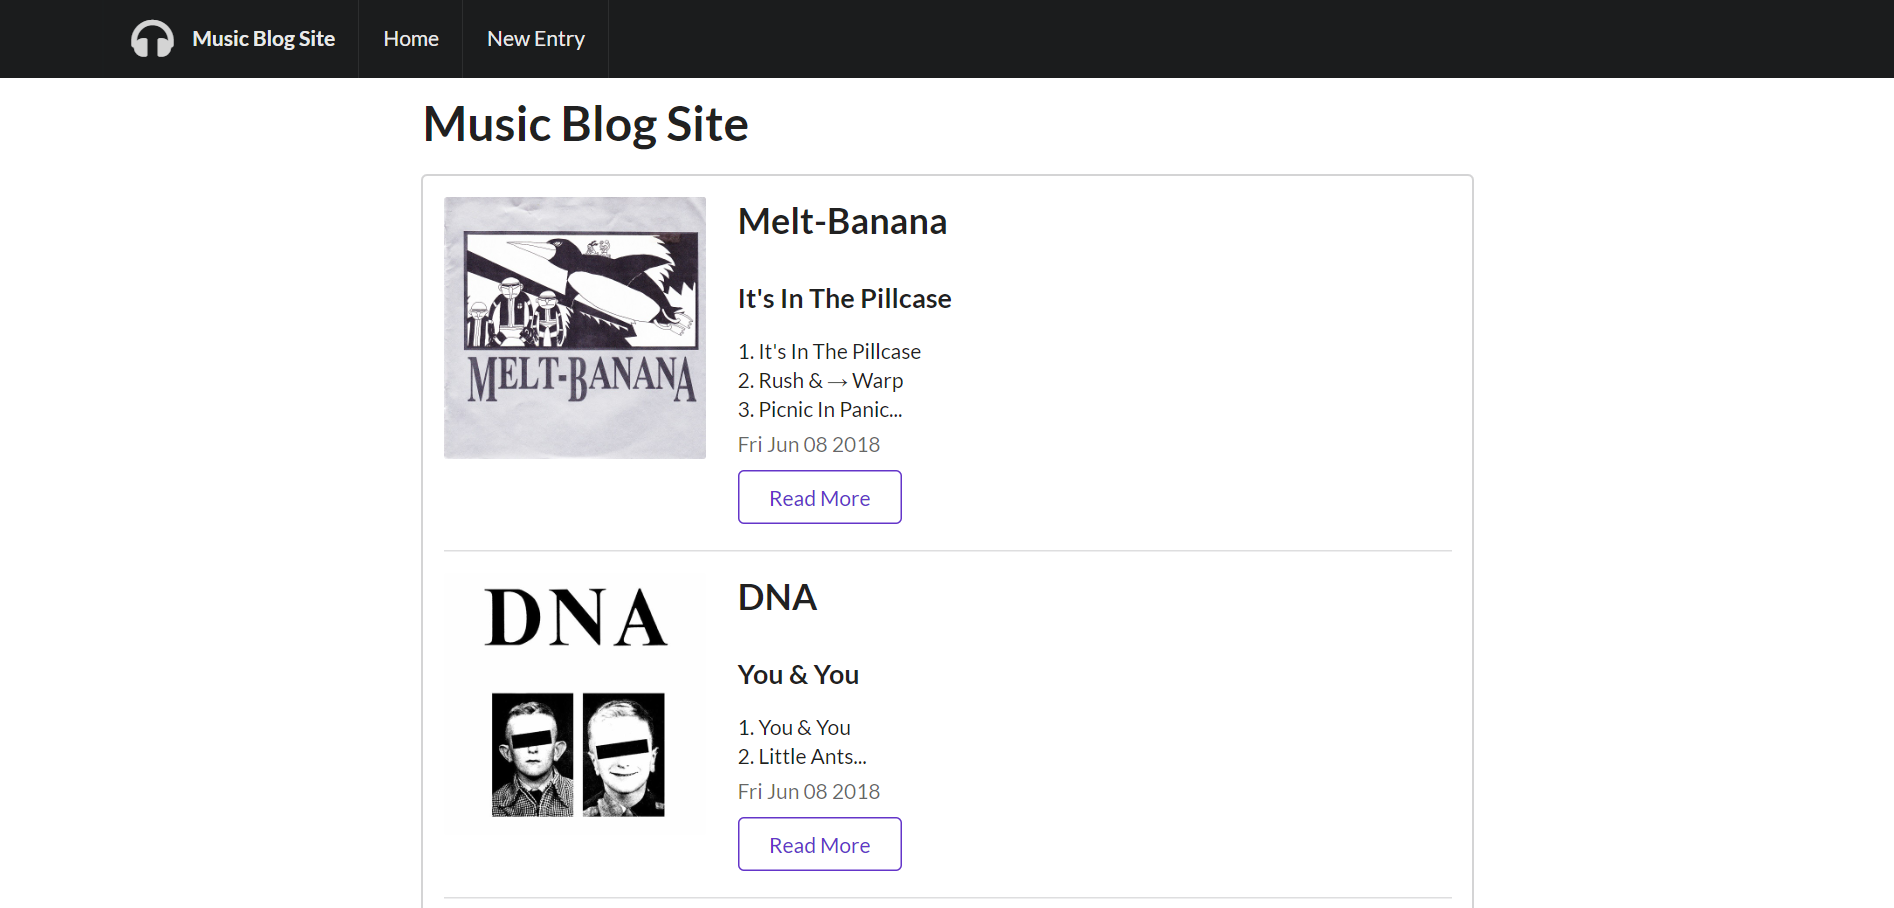 Music Blog Site Home New Entry
Music Blog Site
MELT-BANANA
Melt-Banana
It's In The Pillcase
1. It's In The Pillcase
2. Rush & → Warp
3. Picnic In Panic...
Fri Jun 08 2018
Read More
DNA
DNA
You & You
1. You & You
2. Little Ants...
Fri Jun 08 2018
Read More